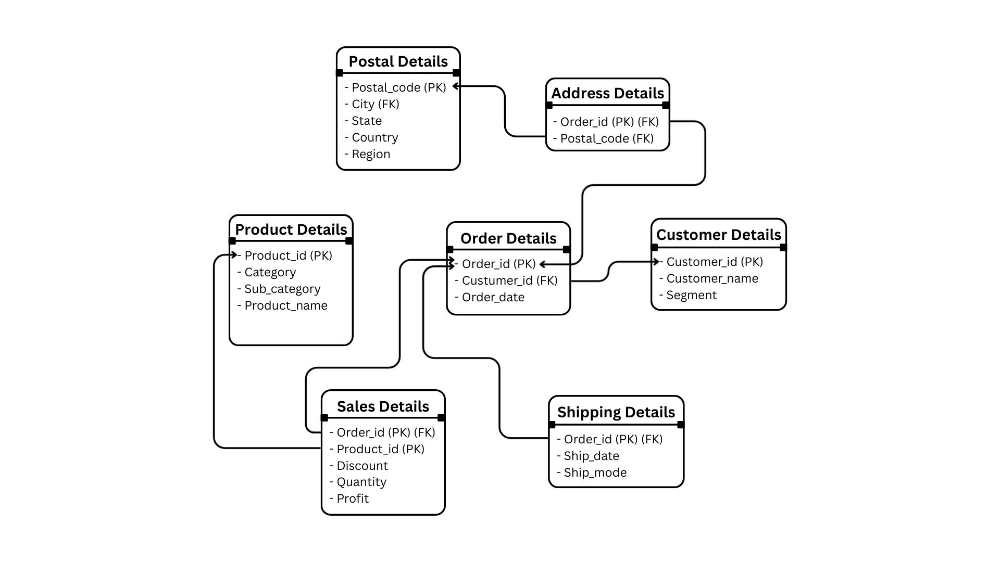 Postal Details
- Postal_code (PK)
- City (FK)
- State
- Country
- Region
Address Details
- Order_id (PK) (FK)
- Postal_code (FK)
Product Details
- Product_id (PK)
- Category
- Sub_category
- Product_name
Order Details
- Order_id (PK)
- Custumer_id (FK)
- Order_date
Customer Details
- Customer_id (PK)
- Customer_name
- Segment
Sales Details
- Order_id (PK) (FK)
- Product_id (PK)
- Discount
- Quantity
- Profit
Shipping Details
- Order_id (PK) (FK)
- Ship_date
- Ship_mode